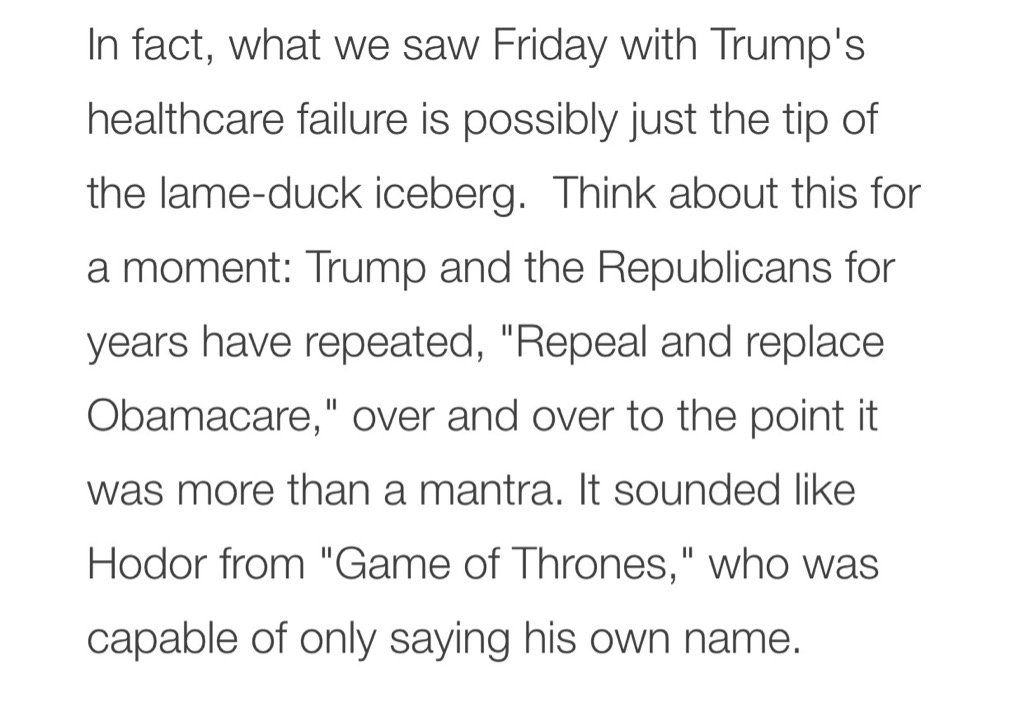 In fact, what we saw Friday with Trump's
healthcare failure is possibly just the tip of
the lame-duck iceberg.  Think about this for
a moment: Trump and the Republicans for
years have repeated, "Repeal and replace
Obamacare," over and over to the point it
was more than a mantra. It sounded like
Hodor from "Game of Thrones," who was
capable of only saying his own name.